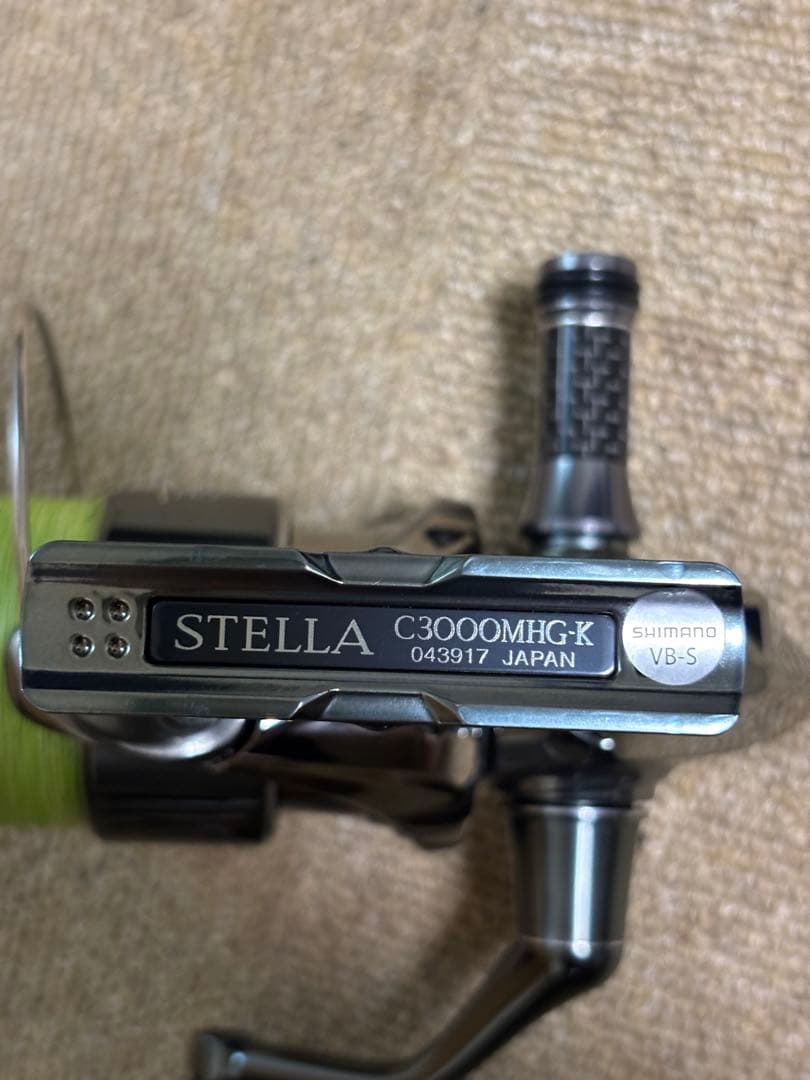 STELLA C3000MHG-K
043917 JAPAN
SHIMANO
VB-S